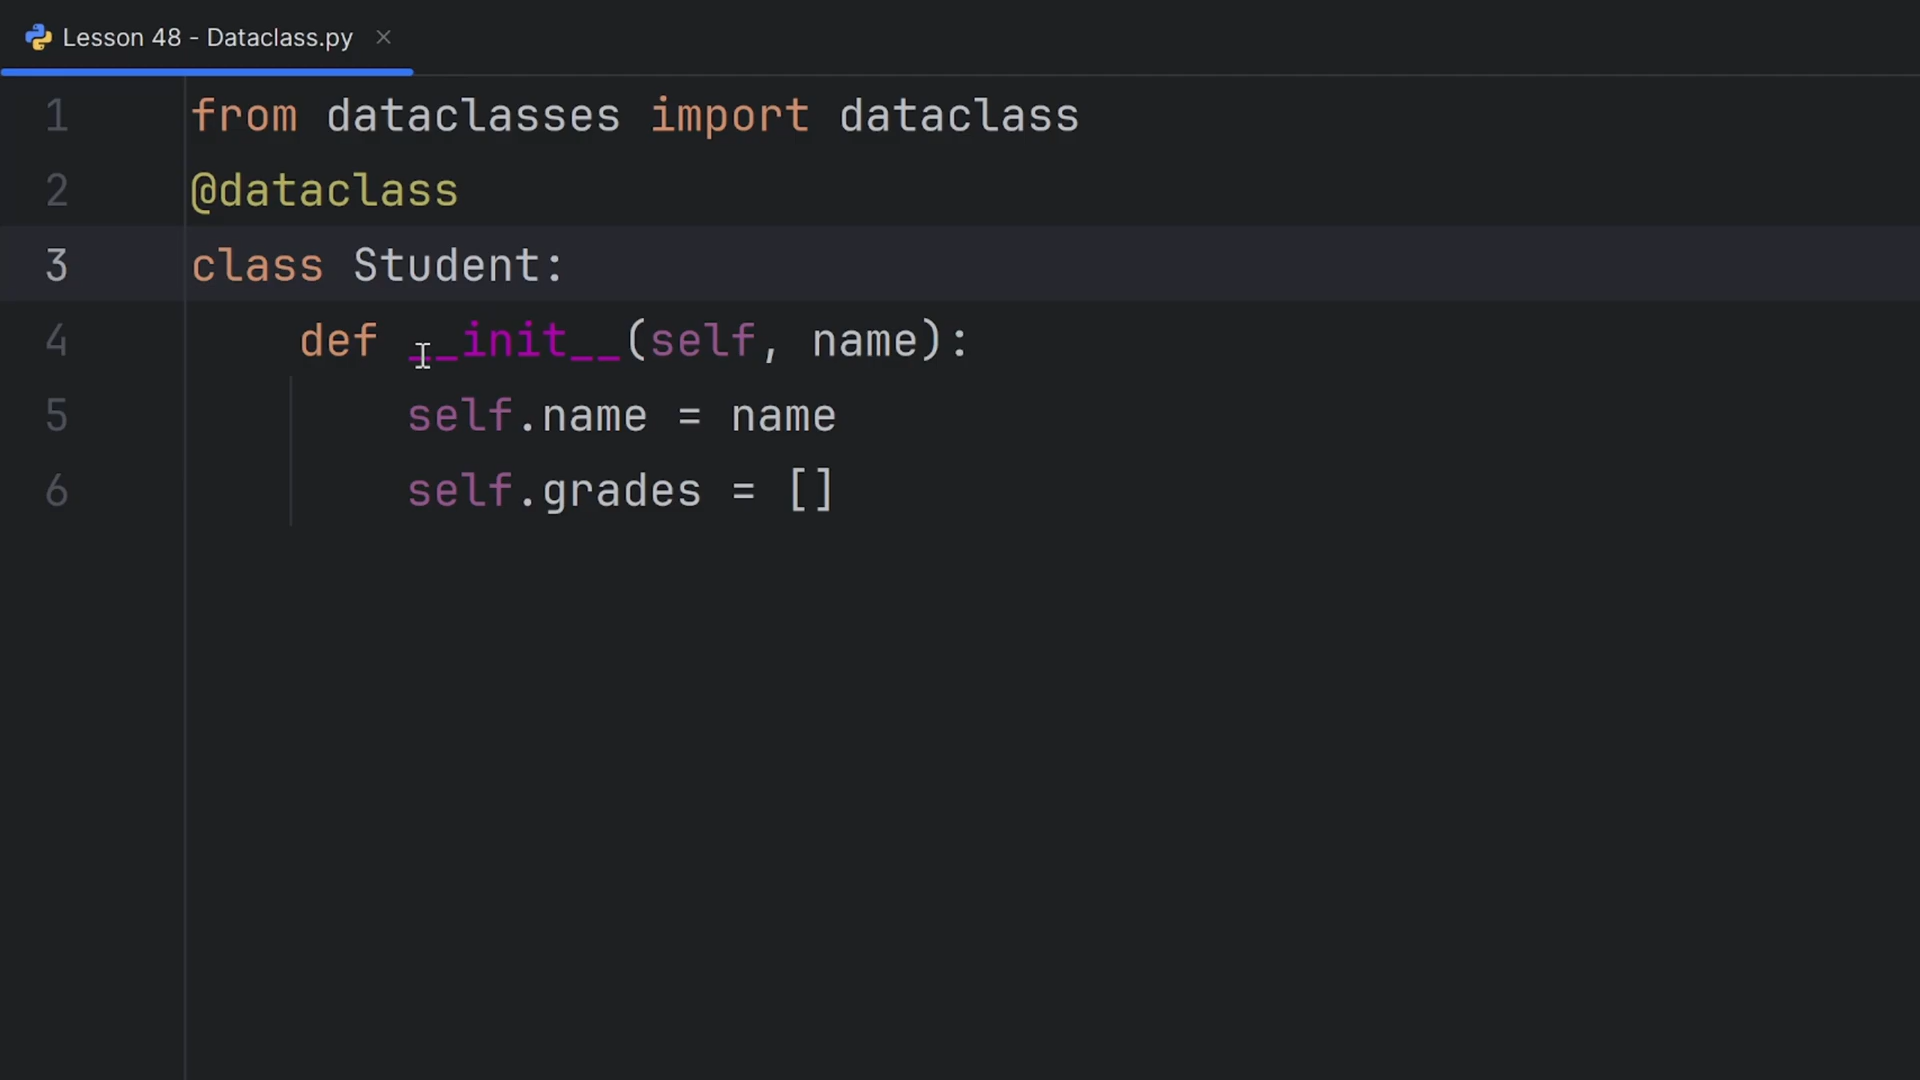 Lesson 48 - Dataclass.py
1 from dataclasses import dataclass
2 @dataclass
3 class Student:
4     def __init__(self, name):
5         self.name = name
6         self.grades = []